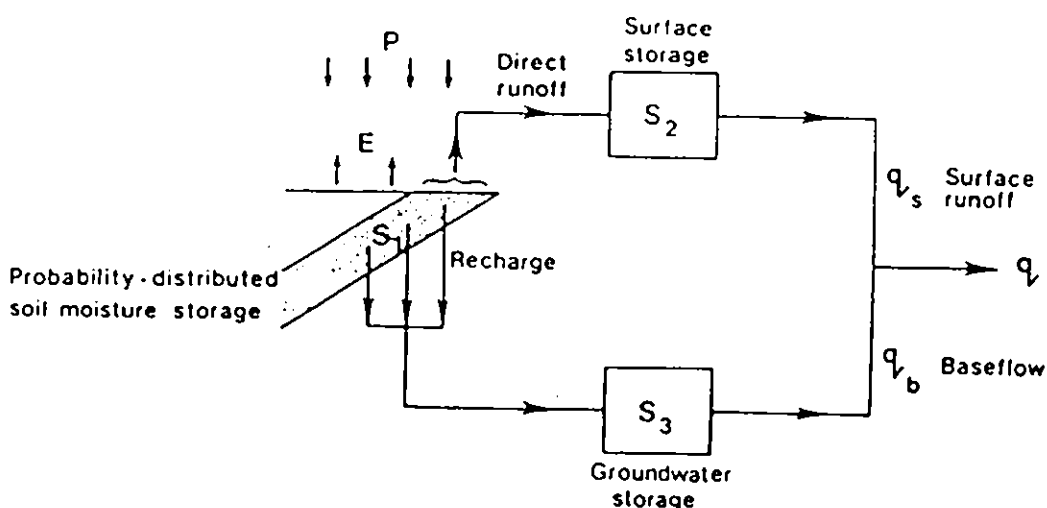 P
E
Direct
runoff
Surface
storage
S₂
S₁
Recharge
Probability-distributed
soil moisture storage
qₛ Surface
runoff
q
q_b Baseflow
S₃
Groundwater
storage